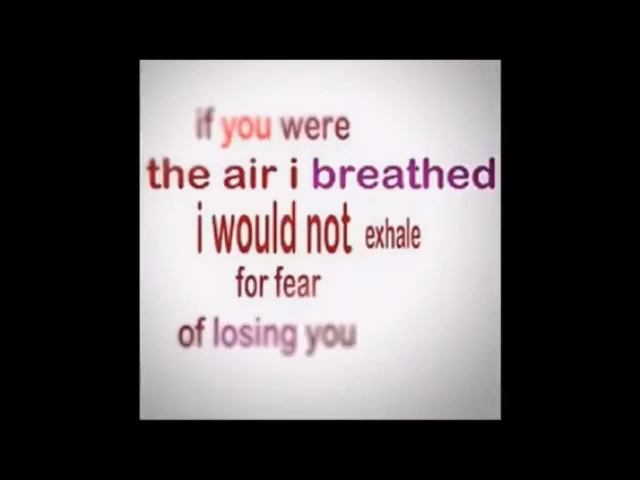 if you were
the air i breathed
i would not exhale
for fear
of losing you